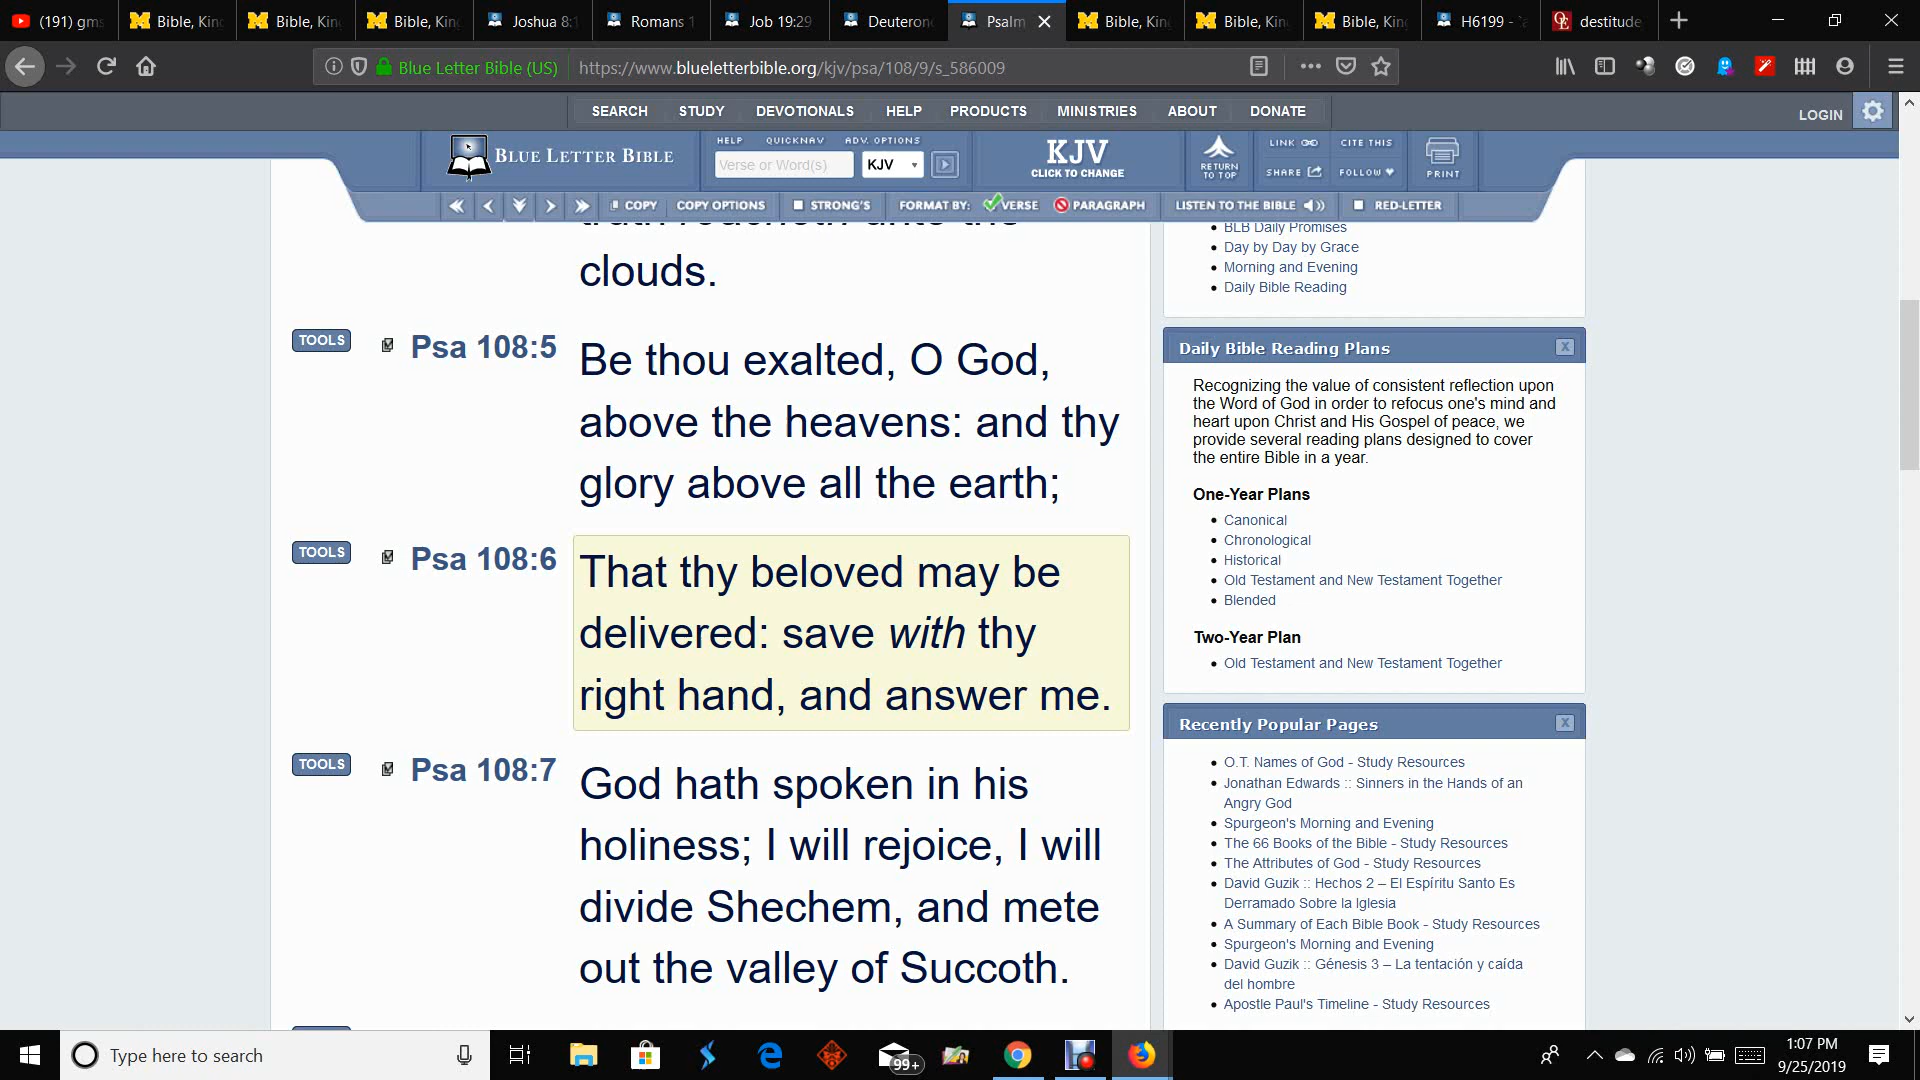 (191) gms
Bible, King
Bible, King
Bible, King
Joshua 8:1
Romans 1
Job 19:29
Deuteron
Psalm
Bible, King
Bible, King
Bible, King
H6199 -
destitude
Blue Letter Bible (US)
https://www.blueletterbible.org/kjv/psa/108/9/s_586009
SEARCH STUDY DEVOTIONALS HELP PRODUCTS MINISTRIES ABOUT DONATE
LOGIN
BLUE LETTER BIBLE
HELP QUICKNAV ADV. OPTIONS
Verse or Word(s)
KJV
KJV
CLICK TO CHANGE
RETURN
TO TOP
LINK CITE THIS
SHARE FOLLOW
PRINT
COPY COPY OPTIONS STRONG'S FORMAT BY: VERSE PARAGRAPH LISTEN TO THE BIBLE RED-LETTER
truth reacheth unto the
clouds.
TOOLS Psa 108:5
Be thou exalted, O God,
above the heavens: and thy
glory above all the earth;
TOOLS Psa 108:6
That thy beloved may be
delivered: save with thy
right hand, and answer me.
TOOLS Psa 108:7
God hath spoken in his
holiness; I will rejoice, I will
divide Shechem, and mete
out the valley of Succoth.
BLB Daily Promises
Day by Day by Grace
Morning and Evening
Daily Bible Reading
Daily Bible Reading Plans
X
Recognizing the value of consistent reflection upon
the Word of God in order to refocus one's mind and
heart upon Christ and His Gospel of peace, we
provide several reading plans designed to cover
the entire Bible in a year.
One-Year Plans
Canonical
Chronological
Historical
Old Testament and New Testament Together
Blended
Two-Year Plan
Old Testament and New Testament Together
Recently Popular Pages
X
O.T. Names of God - Study Resources
Jonathan Edwards :: Sinners in the Hands of an
Angry God
Spurgeon's Morning and Evening
The 66 Books of the Bible - Study Resources
The Attributes of God - Study Resources
David Guzik :: Hechos 2 – El Espíritu Santo Es
Derramado Sobre la Iglesia
A Summary of Each Bible Book - Study Resources
Spurgeon's Morning and Evening
David Guzik :: Génesis 3 – La tentación y caída
del hombre
Apostle Paul's Timeline - Study Resources
Type here to search
99+
1:07 PM
9/25/2019